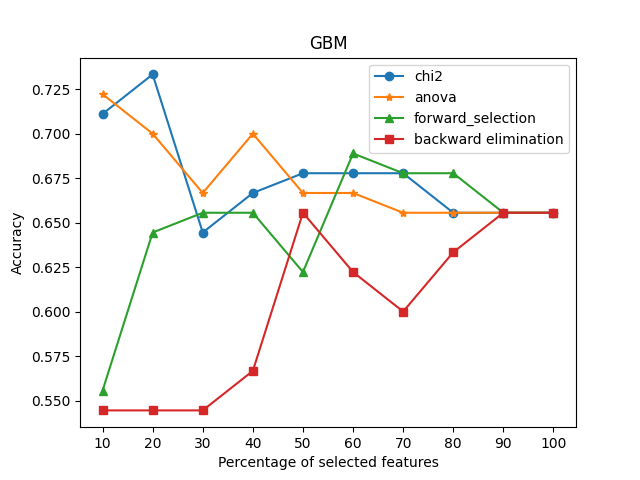 GBM
chi2
anova
forward_selection
backward elimination
Accuracy
0.725
0.700
0.675
0.650
0.625
0.600
0.575
0.550
10 20 30 40 50 60 70 80 90 100
Percentage of selected features